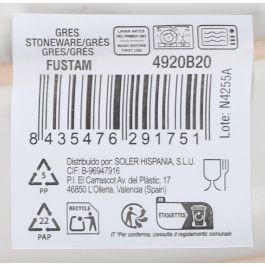 GRES
STONEWARE/GRÈS
GRES/GRÉS
LAVAR ANTES
DEL PRIMER USO
WASH BEFORE
FIRST USE
FUSTAM
4920B20
Lote: N4255A
8 435476 291751
Distribuido por: SOLER HISPANIA, S.L.U.
CIF: B-96947916
P.I. El Carrascot Av. del Plàstic, 17
46850 L'Olleria, Valencia (Spain)
5
PP
22
PAP
RECYCLE
ÉTIQUETTES
IT *Per conferma, consulta il regolamento comunale